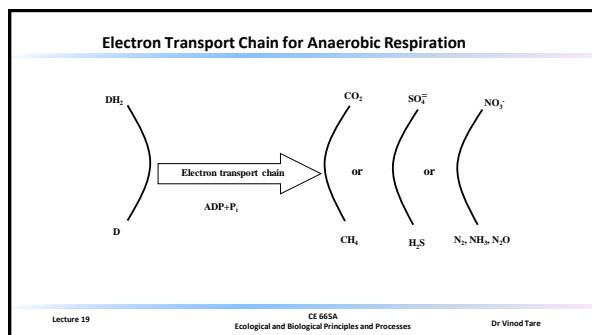 Electron Transport Chain for Anaerobic Respiration
DH₂
CO₂
SO₄⁼
NO₃⁻
Electron transport chain
or
or
ADP+Pᵢ
D
CH₄
H₂S
N₂, NH₃, N₂O
Lecture 19
CE 665A
Ecological and Biological Principles and Processes
Dr Vinod Tare